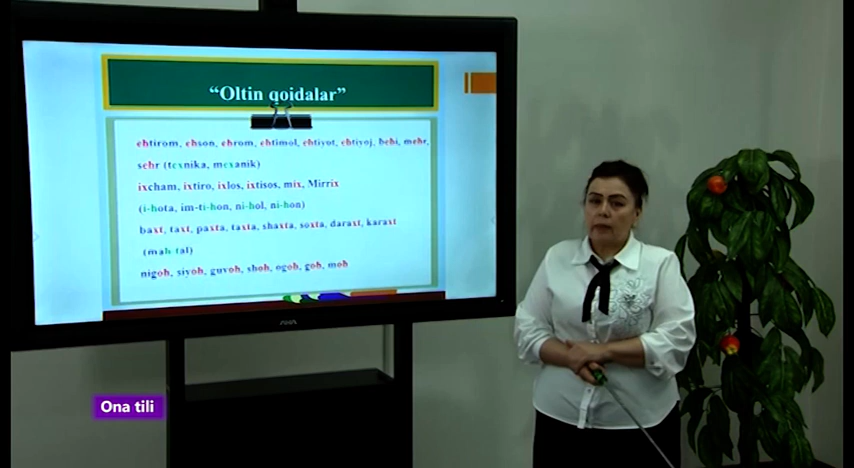 “Oltin qoidalar”
ehtirom, ehson, ehrom, ehtimol, ehtiyot, ehtiyoj, behi, mehr,
sehr (texnika, mexanik)
ixcham, ixtiro, ixlos, ixtisos, mix, Mirrix
(i-hota, im-ti-hon, ni-hol, ni-hon)
baxt, taxt, paxta, taxta, shaxta, soxta, daraxt, karaxt
(mah tal)
nigoh, siyoh, guvoh, shoh, ogoh, goh, moh
Ona tili